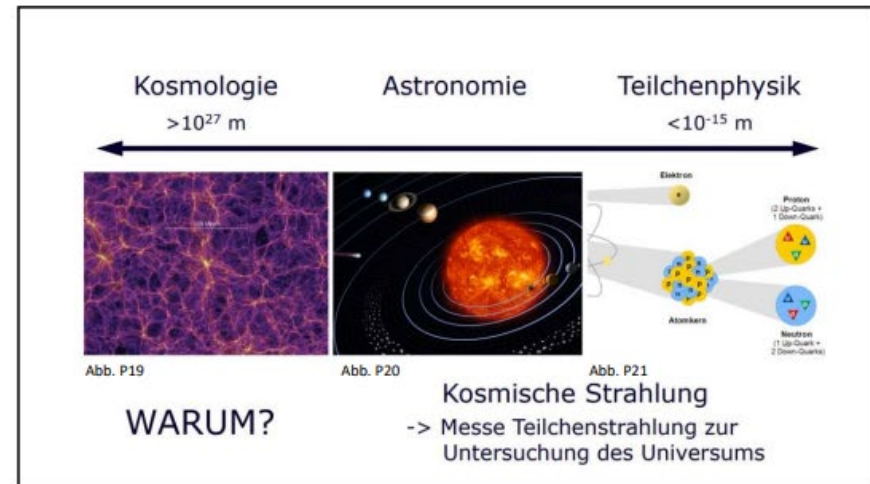 Kosmologie
Astronomie
Teilchenphysik
>10²⁷ m
<10⁻¹⁵ m
Elektron
Proton
(2 Up-Quarks +
1 Down-Quark)
Atomkern
Neutron
(1 Up-Quark +
2 Down-Quarks)
Abb. P19
Abb. P20
Abb. P21
WARUM?
Kosmische Strahlung
-> Messe Teilchenstrahlung zur
Untersuchung des Universums